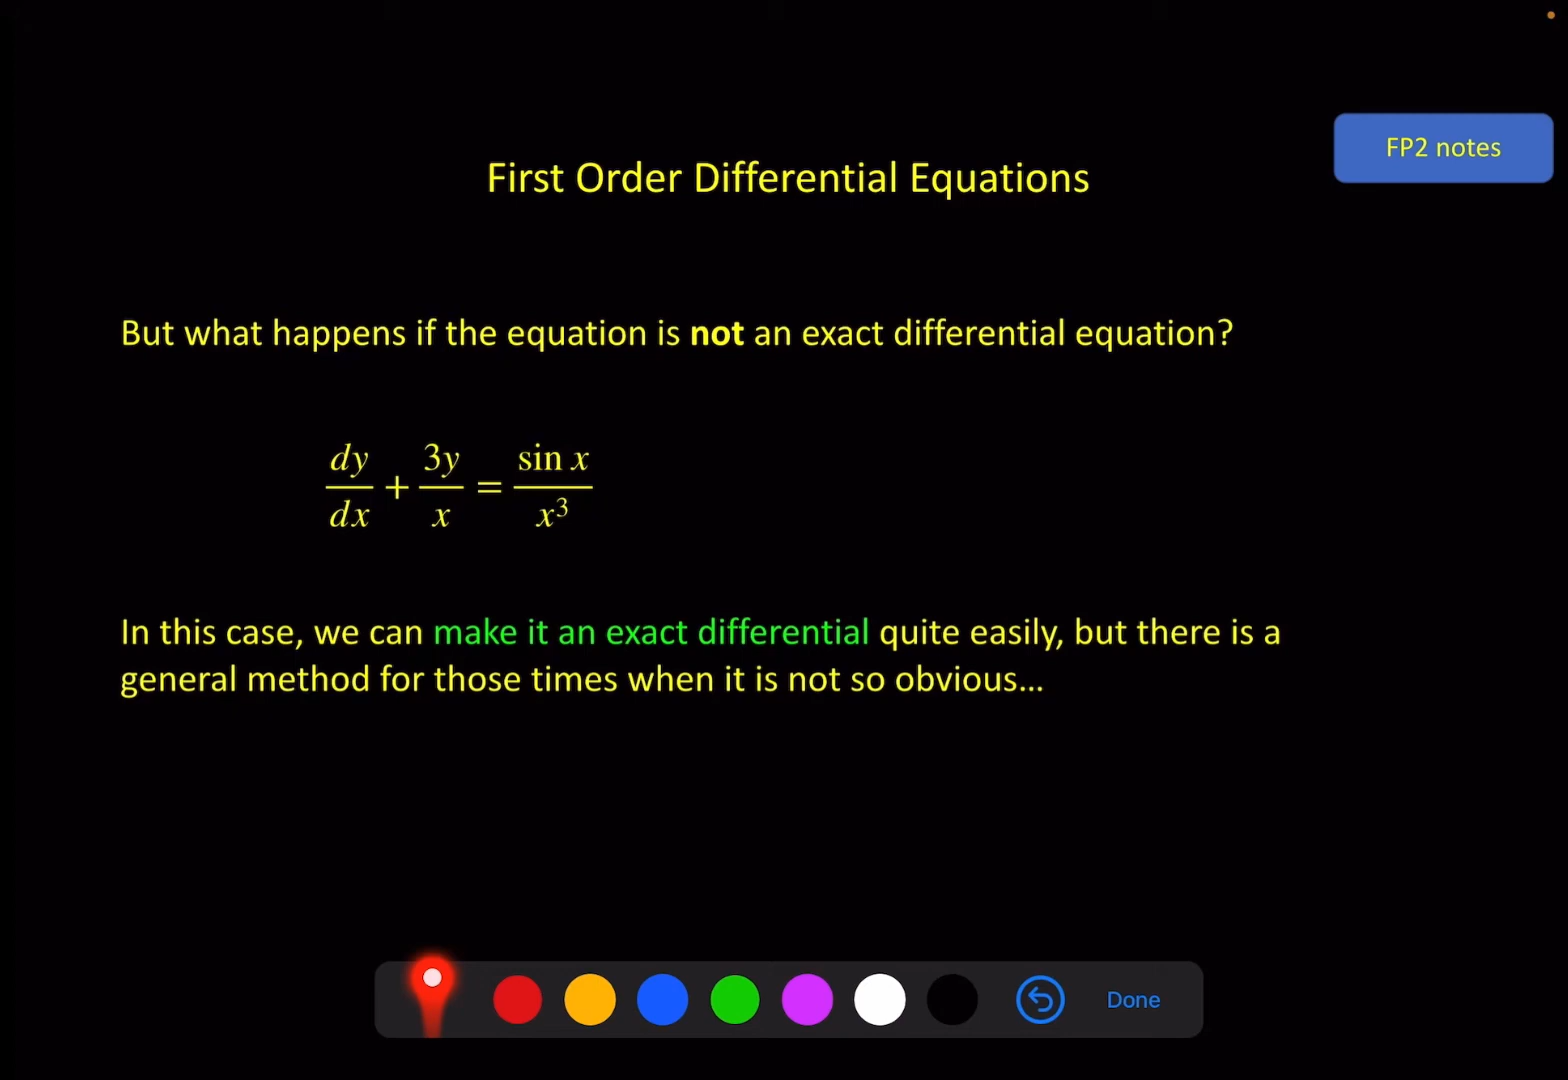 FP2 notes
First Order Differential Equations
But what happens if the equation is not an exact differential equation?
dy/dx + 3y/x = sin x/x³
In this case, we can make it an exact differential quite easily, but there is a
general method for those times when it is not so obvious...
Done